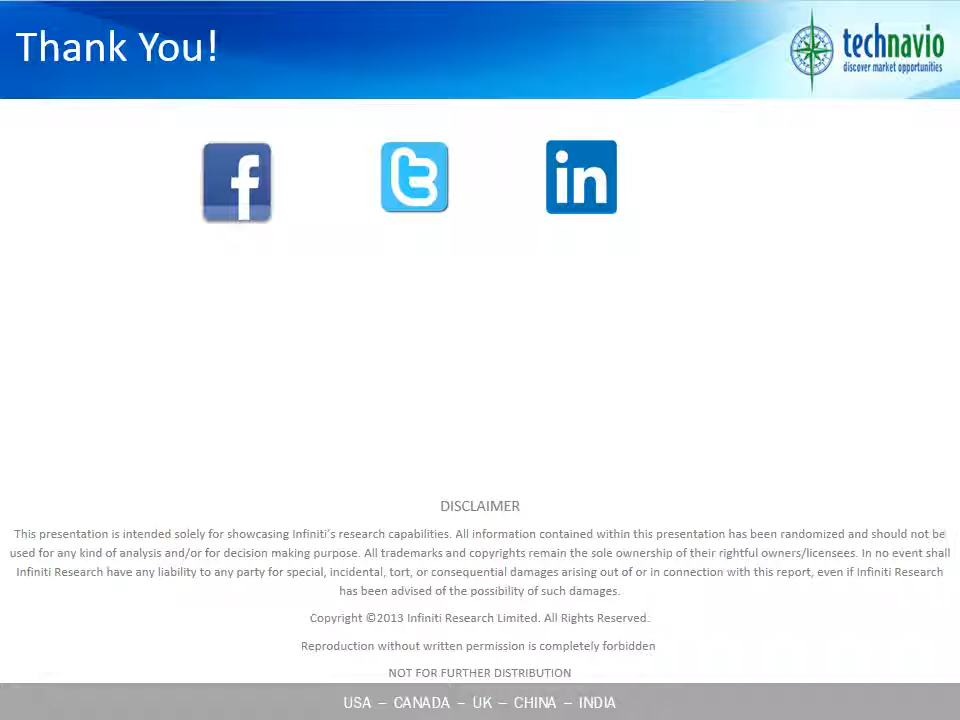 Thank You!
technavio
discover market opportunities
f
t
in
DISCLAIMER
This presentation is intended solely for showcasing Infiniti's research capabilities. All information contained within this presentation has been randomized and should not be
used for any kind of analysis and/or for decision making purpose. All trademarks and copyrights remain the sole ownership of their rightful owners/licensees. In no event shall
Infiniti Research have any liability to any party for special, incidental, tort, or consequential damages arising out of or in connection with this report, even if Infiniti Research
has been advised of the possibility of such damages.
Copyright ©2013 Infiniti Research Limited. All Rights Reserved.
Reproduction without written permission is completely forbidden
NOT FOR FURTHER DISTRIBUTION
USA – CANADA – UK – CHINA – INDIA